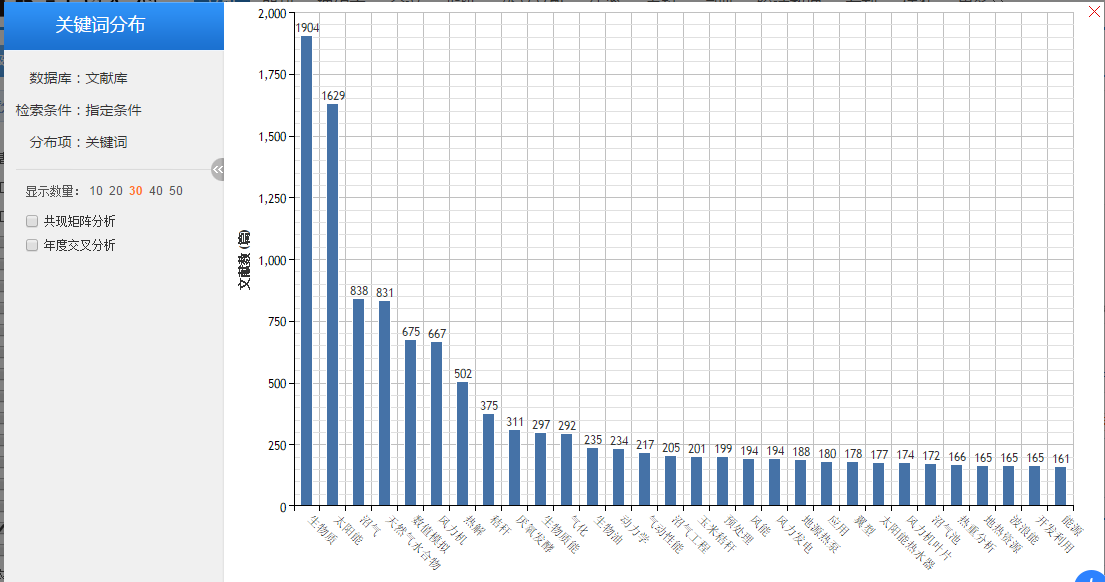 关键词分布
数据库：文献库
检索条件：指定条件
分布项：关键词
显示数量： 10 20 30 40 50
共现矩阵分析
年度交叉分析
文献数(篇)
2,000
1,750
1,500
1,250
1,000
750
500
250
0
1904
1629
838
831
675
667
502
375
311
297
292
235
234
217
205
201
199
194
194
188
180
178
177
174
172
166
165
165
165
161
生物质
太阳能
沼气
天然气水合物
数值模拟
风力机
热解
秸秆
厌氧发酵
生物质能
气化
生物油
动力学
气动性能
沼气工程
玉米秸秆
预处理
风能
风力发电
地源热泵
应用
翼型
太阳能热水器
风力机叶片
沼气池
热重分析
地热资源
波浪能
开发利用
能源